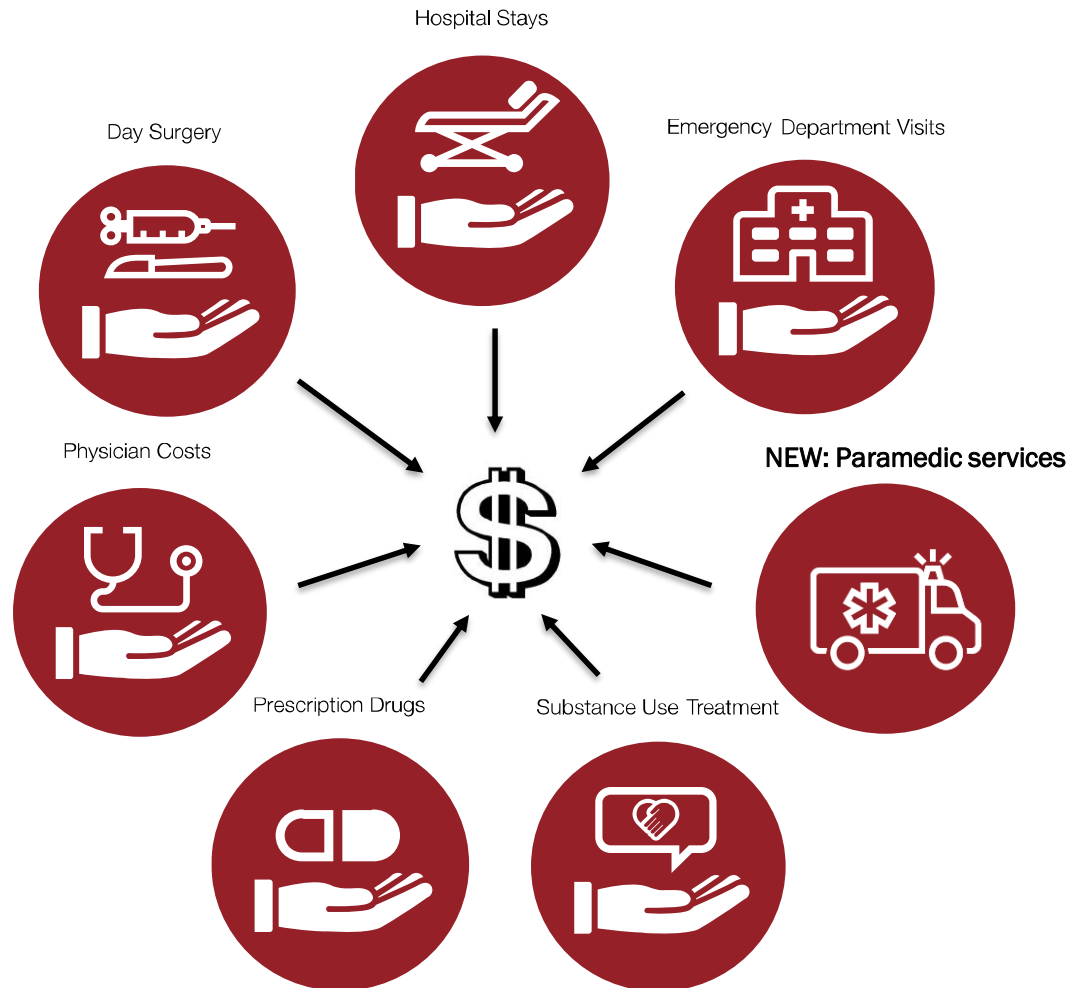 Hospital Stays
Day Surgery
Emergency Department Visits
Physician Costs
NEW: Paramedic services
Prescription Drugs
Substance Use Treatment
$